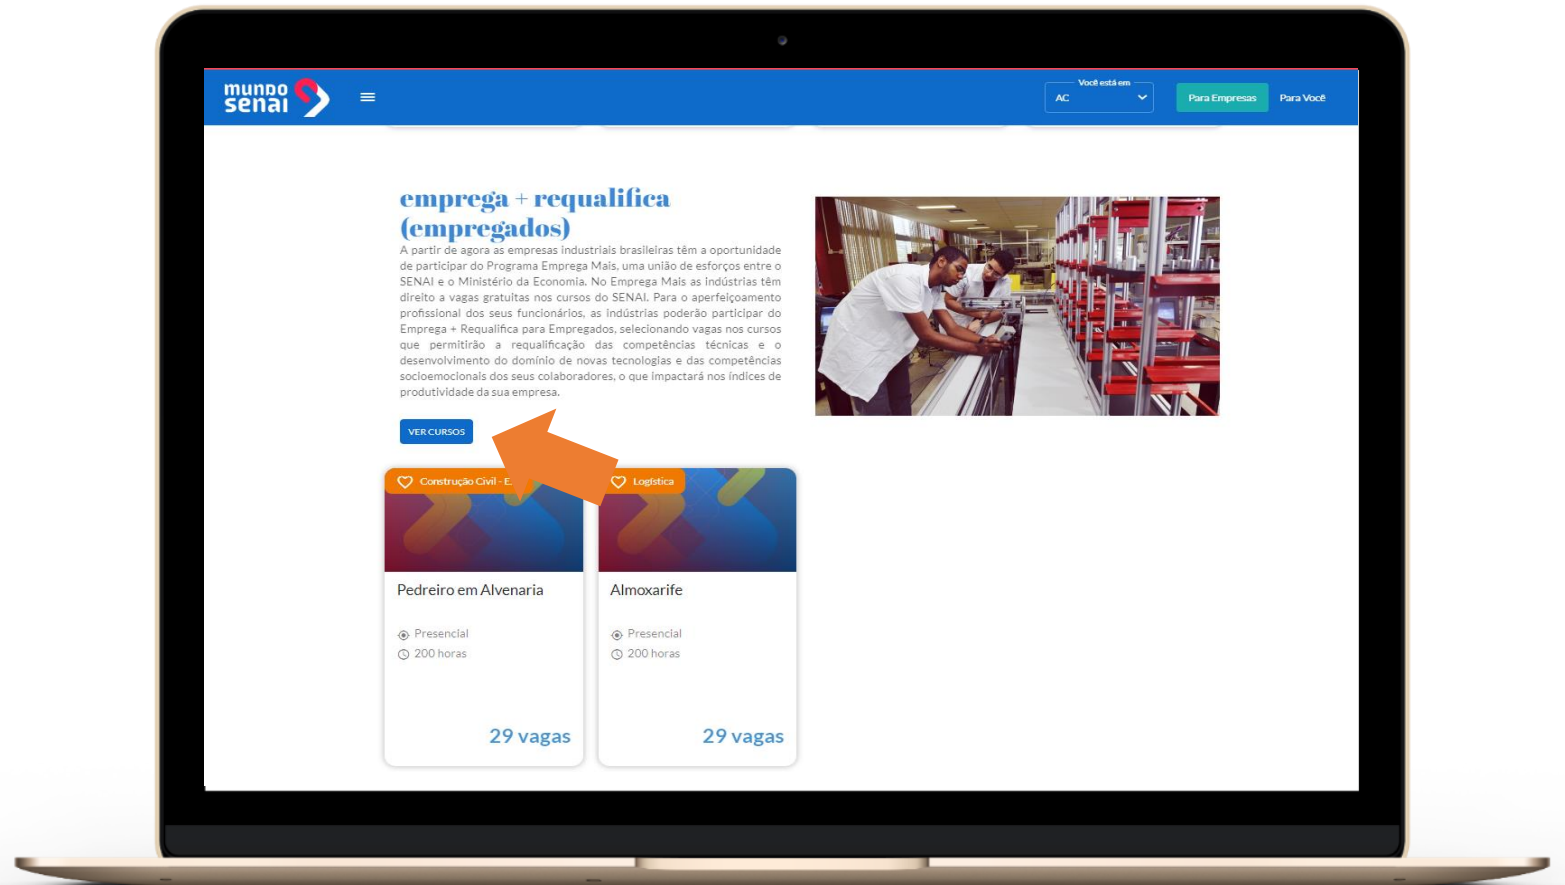 mundo
senai
Você está em
AC
Para Empresas
Para Você
emprega + requalifica
(empregados)
A partir de agora as empresas industriais brasileiras têm a oportunidade
de participar do Programa Emprega Mais, uma união de esforços entre o
SENAI e o Ministério da Economia. No Emprega Mais as indústrias têm
direito a vagas gratuitas nos cursos do SENAI. Para o aperfeiçoamento
profissional dos seus funcionários, as indústrias poderão participar do
Emprega + Requalifica para Empregados, selecionando vagas nos cursos
que permitirão a requalificação das competências técnicas e o
desenvolvimento do domínio de novas tecnologias e das competências
socioemocionais dos seus colaboradores, o que impactará nos índices de
produtividade da sua empresa.
VER CURSOS
Construção Civil - E
Logística
Pedreiro em Alvenaria
Almoxarife
Presencial
Presencial
200 horas
200 horas
29 vagas
29 vagas